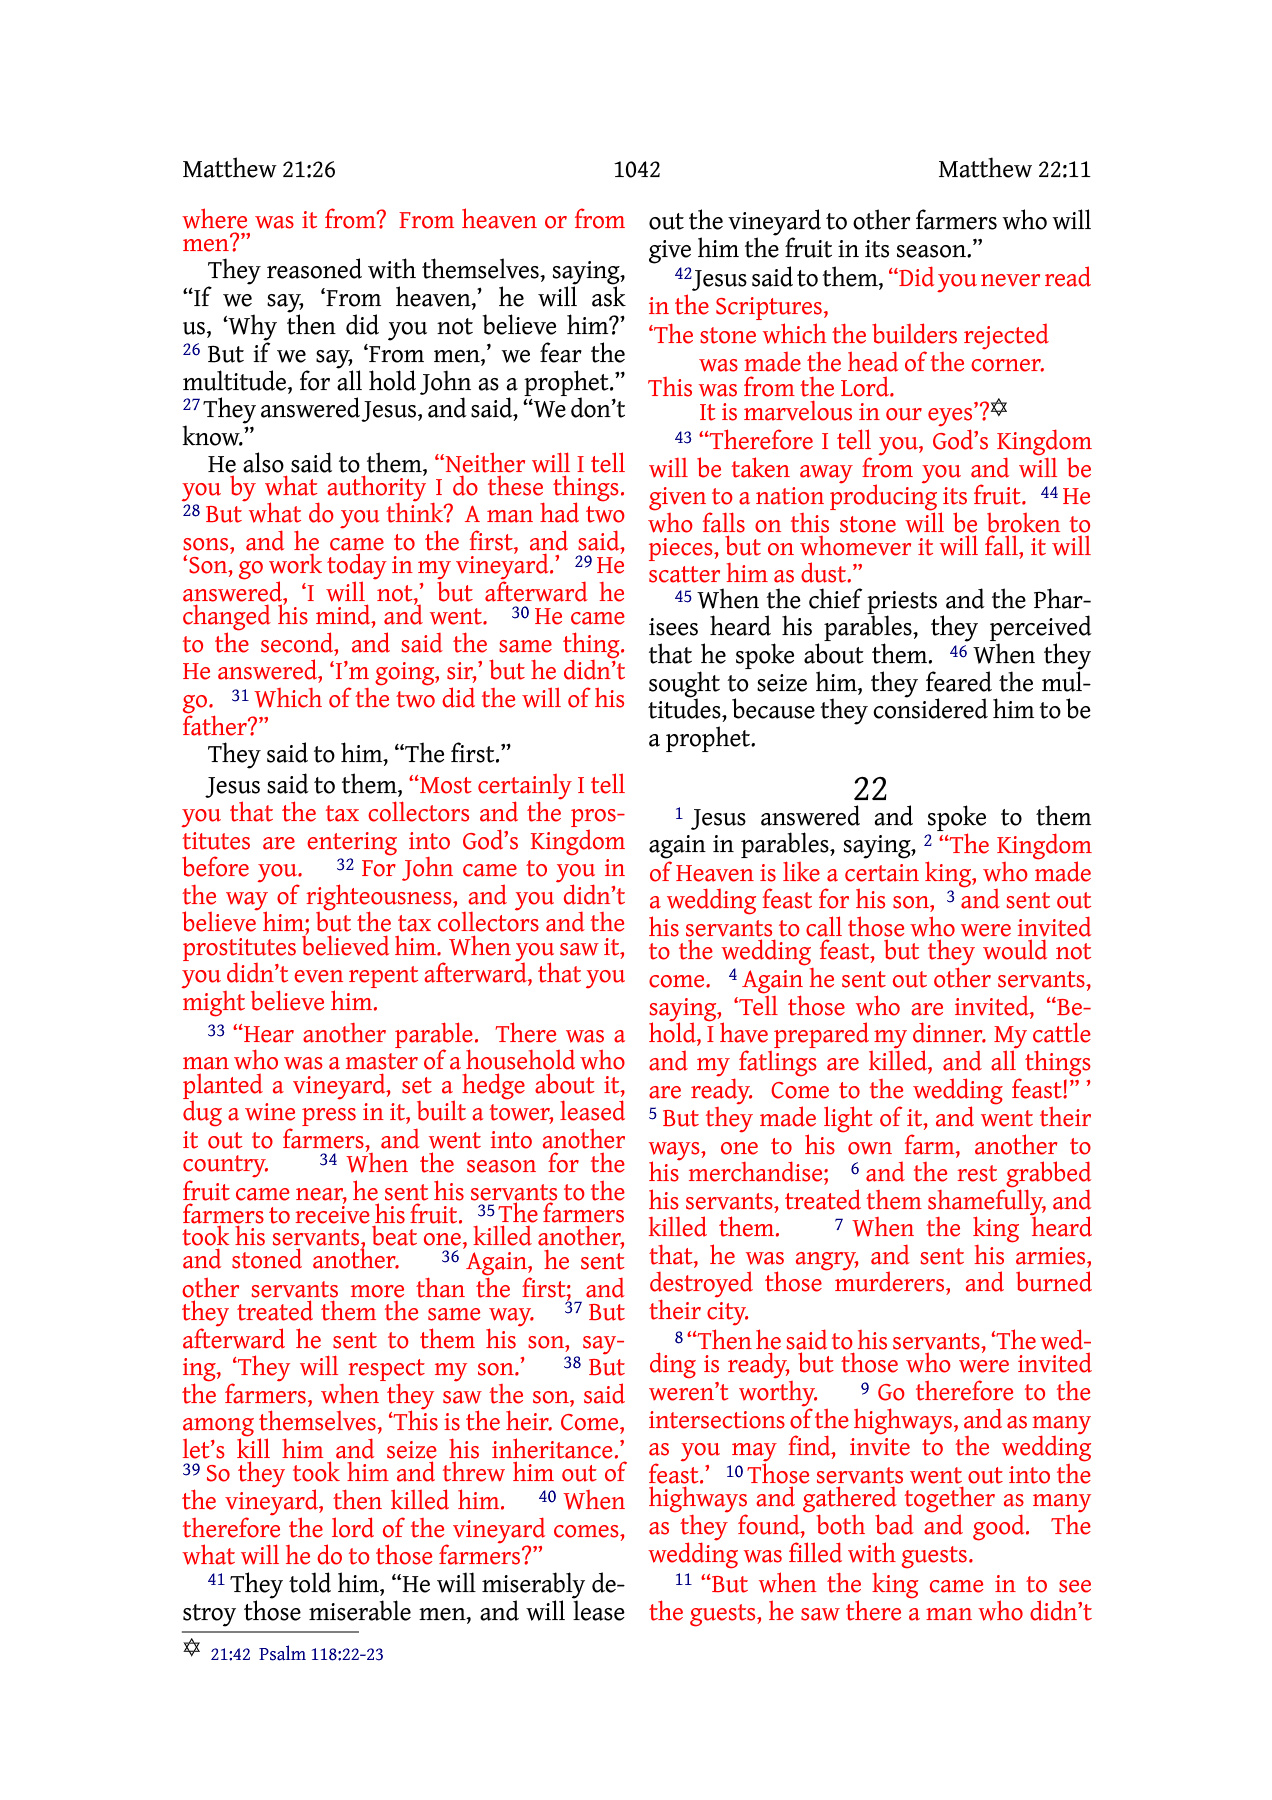 Matthew 21:26 1042 Matthew 22:11
where was it from? From heaven or from
men?”
They reasoned with themselves, saying,
“If we say, ‘From heaven,’ he will ask
us, ‘Why then did you not believe him?’
26 But if we say, ‘From men,’ we fear the
multitude, for all hold John as a prophet.”
27 They answered Jesus, and said, “We don’t
know.”
He also said to them, “Neither will I tell
you by what authority I do these things.
28 But what do you think? A man had two
sons, and he came to the first, and said,
‘Son, go work today in my vineyard.’ 29 He
answered, ‘I will not,’ but afterward he
changed his mind, and went. 30 He came
to the second, and said the same thing.
He answered, ‘I’m going, sir,’ but he didn’t
go. 31 Which of the two did the will of his
father?”
They said to him, “The first.”
Jesus said to them, “Most certainly I tell
you that the tax collectors and the pros-
titutes are entering into God’s Kingdom
before you. 32 For John came to you in
the way of righteousness, and you didn’t
believe him; but the tax collectors and the
prostitutes believed him. When you saw it,
you didn’t even repent afterward, that you
might believe him.
33 “Hear another parable. There was a
man who was a master of a household who
planted a vineyard, set a hedge about it,
dug a wine press in it, built a tower, leased
it out to farmers, and went into another
country. 34 When the season for the
fruit came near, he sent his servants to the
farmers to receive his fruit. 35 The farmers
took his servants, beat one, killed another,
and stoned another. 36 Again, he sent
other servants more than the first; and
they treated them the same way. 37 But
afterward he sent to them his son, say-
ing, ‘They will respect my son.’ 38 But
the farmers, when they saw the son, said
among themselves, ‘This is the heir. Come,
let’s kill him and seize his inheritance.’
39 So they took him and threw him out of
the vineyard, then killed him. 40 When
therefore the lord of the vineyard comes,
what will he do to those farmers?”
41 They told him, “He will miserably de-
stroy those miserable men, and will lease
✡ 21:42 Psalm 118:22-23
out the vineyard to other farmers who will
give him the fruit in its season.”
42 Jesus said to them, “Did you never read
in the Scriptures,
‘The stone which the builders rejected
was made the head of the corner.
This was from the Lord.
It is marvelous in our eyes’?✡
43 “Therefore I tell you, God’s Kingdom
will be taken away from you and will be
given to a nation producing its fruit. 44 He
who falls on this stone will be broken to
pieces, but on whomever it will fall, it will
scatter him as dust.”
45 When the chief priests and the Phar-
isees heard his parables, they perceived
that he spoke about them. 46 When they
sought to seize him, they feared the mul-
titudes, because they considered him to be
a prophet.
22
1 Jesus answered and spoke to them
again in parables, saying, 2 “The Kingdom
of Heaven is like a certain king, who made
a wedding feast for his son, 3 and sent out
his servants to call those who were invited
to the wedding feast, but they would not
come. 4 Again he sent out other servants,
saying, ‘Tell those who are invited, “Be-
hold, I have prepared my dinner. My cattle
and my fatlings are killed, and all things
are ready. Come to the wedding feast!” ’
5 But they made light of it, and went their
ways, one to his own farm, another to
his merchandise; 6 and the rest grabbed
his servants, treated them shamefully, and
killed them. 7 When the king heard
that, he was angry, and sent his armies,
destroyed those murderers, and burned
their city.
8 “Then he said to his servants, ‘The wed-
ding is ready, but those who were invited
weren’t worthy. 9 Go therefore to the
intersections of the highways, and as many
as you may find, invite to the wedding
feast.’ 10 Those servants went out into the
highways and gathered together as many
as they found, both bad and good. The
wedding was filled with guests.
11 “But when the king came in to see
the guests, he saw there a man who didn’t